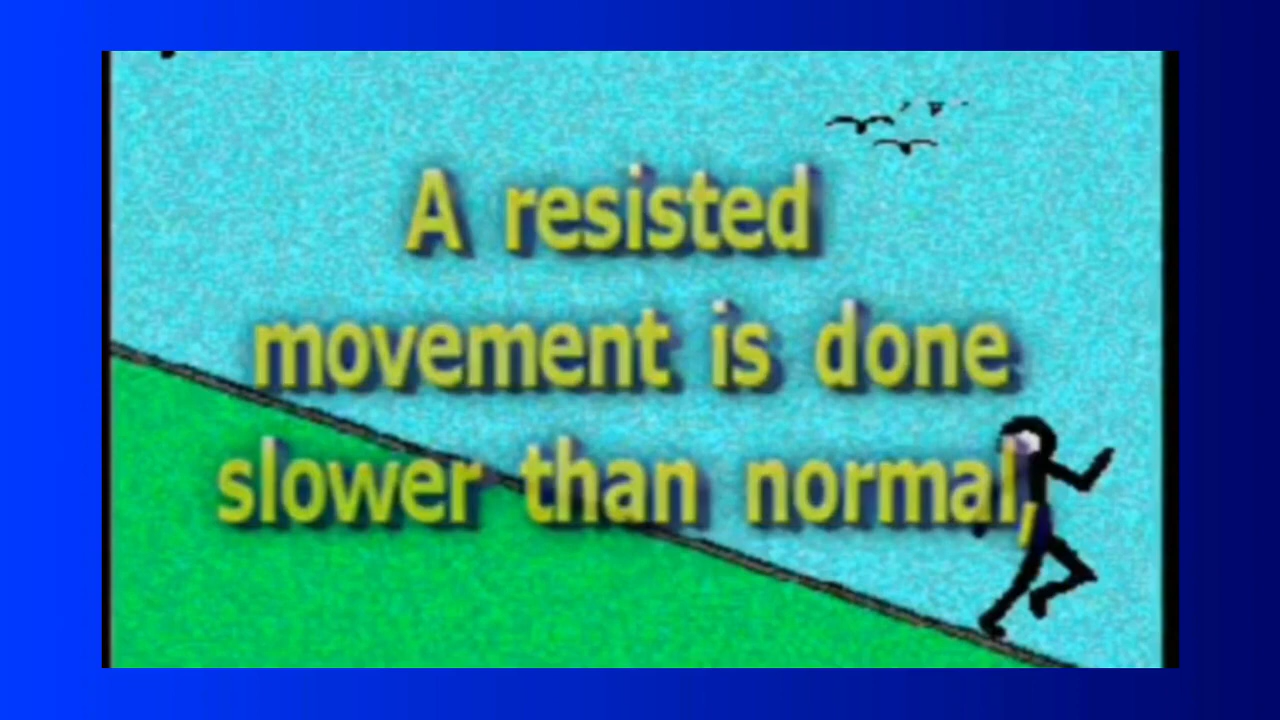 A resisted
movement is done
slower than normal,